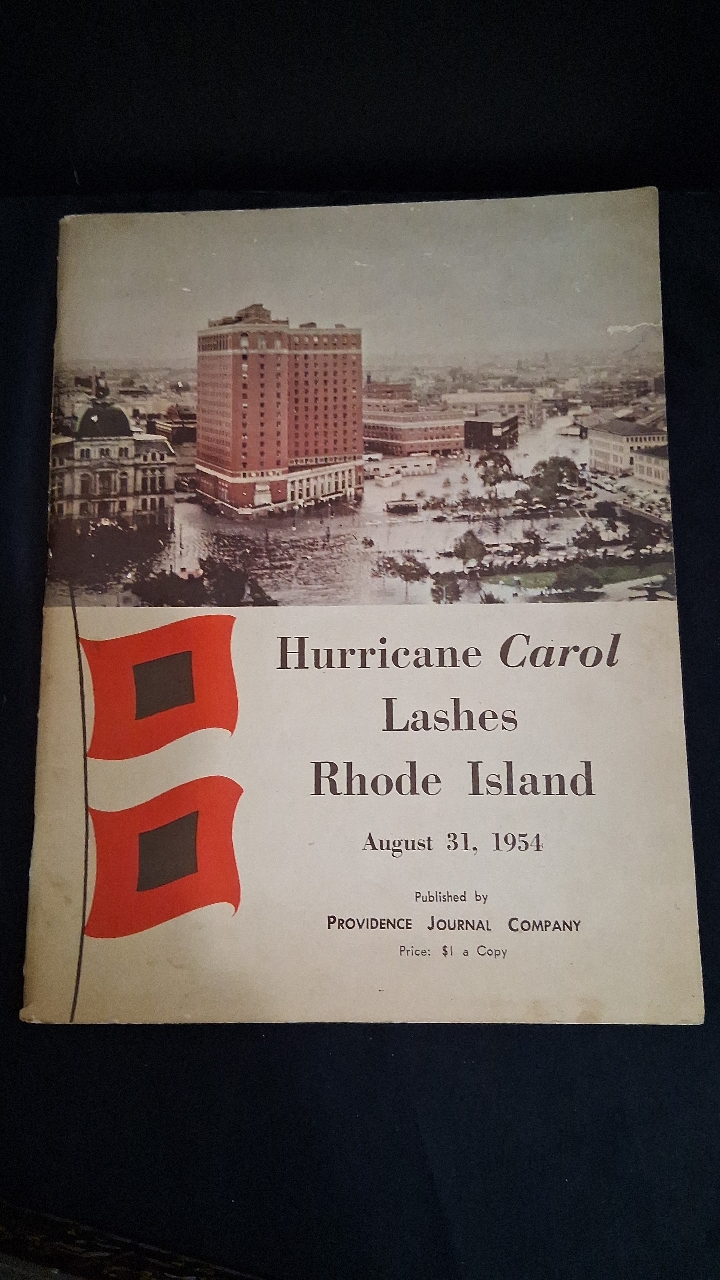 Hurricane Carol
Lashes
Rhode Island
August 31, 1954
Published by
PROVIDENCE JOURNAL COMPANY
Price: $1 a Copy